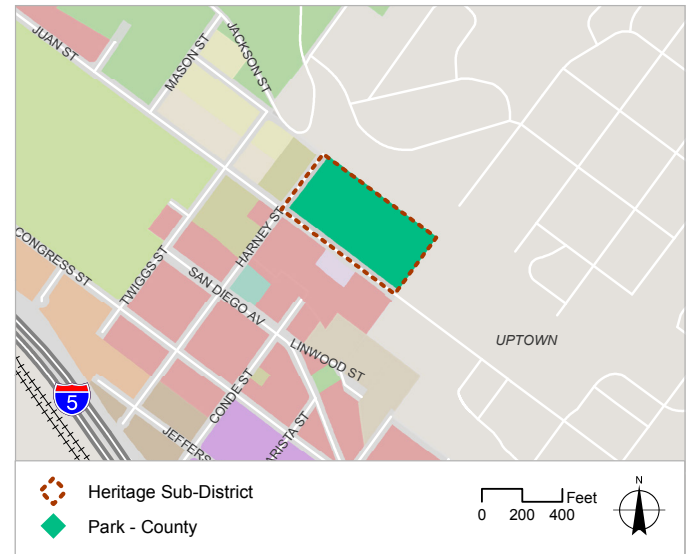 JUAN ST
MASON ST
JACKSON ST
CONGRESS ST
TWIGGS ST
HARNEY ST
SAN DIEGO AV
LINWOOD ST
UPTOWN
5
CONDE ST
JEFFERS
ARISTA ST
Heritage Sub-District
Park - County
Feet
0 200 400
N